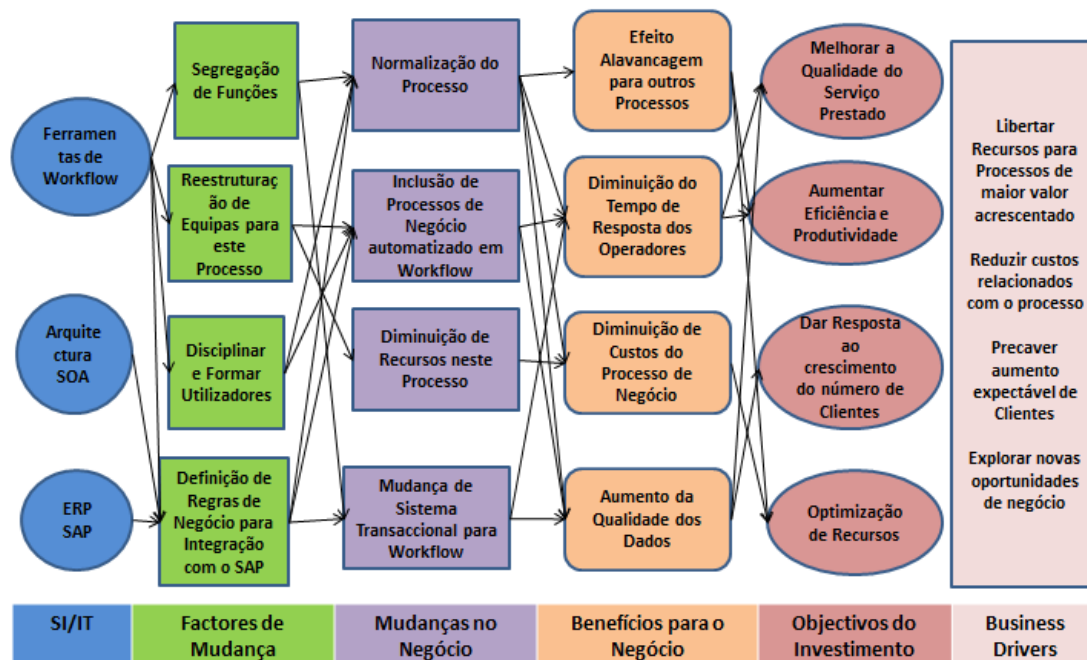 Ferramen
tas de
Workflow
Arquite
ctura
SOA
ERP
SAP
Segregação
de Funções
Reestruturaç
ão de
Equipas para
este
Processo
Disciplinar
e Formar
Utilizadores
Definição de
Regras de
Negócio para
Integração
com o SAP
Normalização do
Processo
Inclusão de
Processos de
Negócio
automatizado em
Workflow
Diminuição de
Recursos neste
Processo
Mudança de
Sistema
Transaccional para
Workflow
Efeito
Alavancagem
para outros
Processos
Diminuição do
Tempo de
Resposta dos
Operadores
Diminuição de
Custos do
Processo de
Negócio
Aumento da
Qualidade dos
Dados
Melhorar a
Qualidade do
Serviço
Prestado
Aumentar
Eficiência e
Produtividade
Dar Resposta
ao
crescimento
do número de
Clientes
Optimização
de Recursos
Libertar
Recursos para
Processos de
maior valor
acrescentado
Reduzir custos
relacionados
com o processo
Precaver
aumento
expectável de
Clientes
Explorar novas
oportunidades
de negócio
SI/IT
Factores de
Mudança
Mudanças no
Negócio
Benefícios para o
Negócio
Objectivos do
Investimento
Business
Drivers